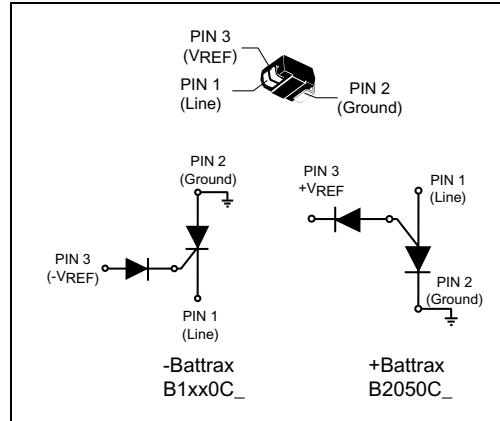 PIN 3
(VREF)
PIN 1
(Line)
PIN 2
(Ground)
PIN 2
(Ground)
PIN 3
(-VREF)
PIN 1
(Line)
-Battrax
B1xx0C_
PIN 3
+VREF
PIN 1
(Line)
PIN 2
(Ground)
+Battrax
B2050C_